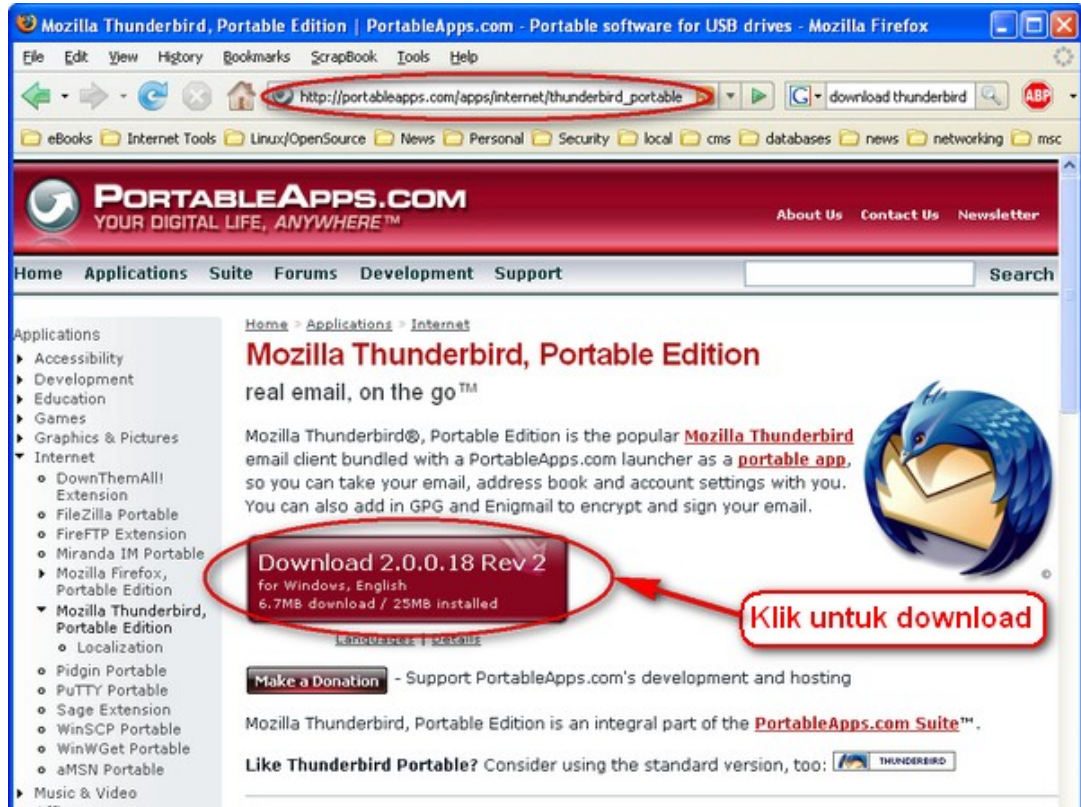 Mozilla Thunderbird, Portable Edition | PortableApps.com - Portable software for USB drives - Mozilla Firefox
File Edit View History Bookmarks ScrapBook Tools Help
http://portableapps.com/apps/internet/thunderbird_portable
G download thunderbird
ABP
eBooks Internet Tools Linux/OpenSource News Personal Security local cms databases news networking msc
PORTABLEAPPS.COM
YOUR DIGITAL LIFE, ANYWHERE™
About Us Contact Us Newsletter
Home Applications Suite Forums Development Support Search
Applications
Accessibility
Development
Education
Games
Graphics & Pictures
Internet
DownThemAll!
Extension
FileZilla Portable
FireFTP Extension
Miranda IM Portable
Mozilla Firefox,
Portable Edition
Mozilla Thunderbird,
Portable Edition
Localization
Pidgin Portable
PuTTY Portable
Sage Extension
WinSCP Portable
WinWGet Portable
aMSN Portable
Music & Video
Home > Applications > Internet
Mozilla Thunderbird, Portable Edition
real email, on the go™
Mozilla Thunderbird®, Portable Edition is the popular Mozilla Thunderbird
email client bundled with a PortableApps.com launcher as a portable app,
so you can take your email, address book and account settings with you.
You can also add in GPG and Enigmail to encrypt and sign your email.
Download 2.0.0.18 Rev 2
for Windows, English
6.7MB download / 25MB installed
Klik untuk download
Languages | Details
Make a Donation - Support PortableApps.com's development and hosting
Mozilla Thunderbird, Portable Edition is an integral part of the PortableApps.com Suite™.
Like Thunderbird Portable? Consider using the standard version, too: THUNDERBIRD